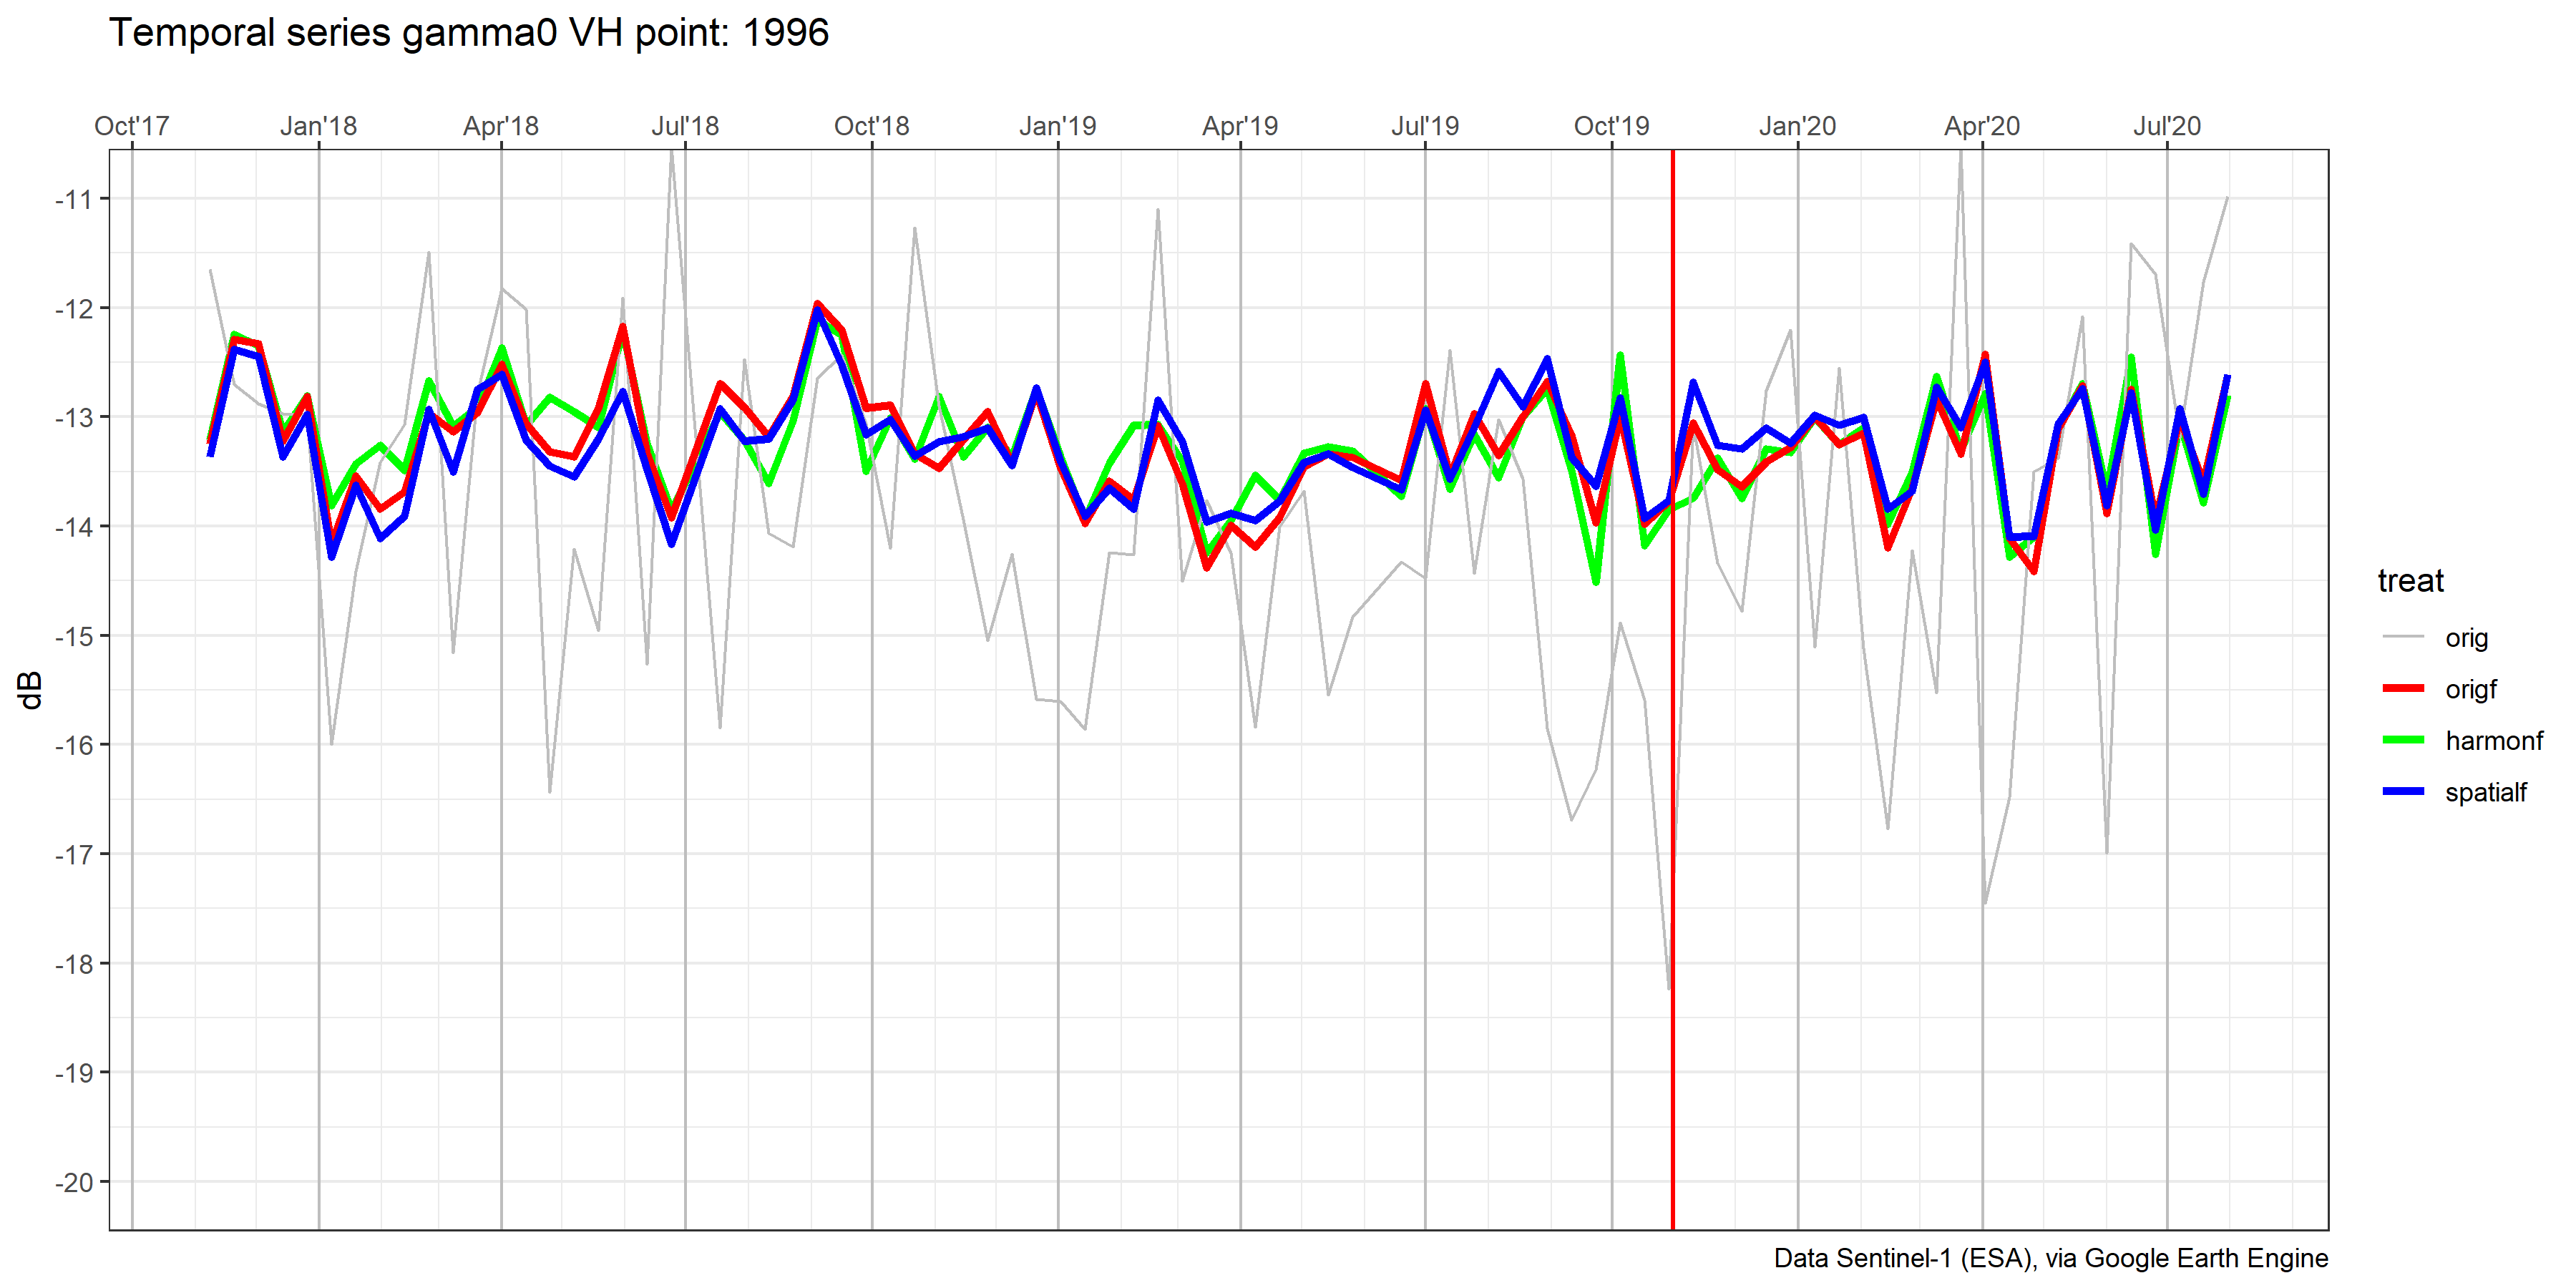 Temporal series gamma0 VH point: 1996
Oct'17 Jan'18 Apr'18 Jul'18 Oct'18 Jan'19 Apr'19 Jul'19 Oct'19 Jan'20 Apr'20 Jul'20
-11
-12
-13
-14
-15
-16
-17
-18
-19
-20
dB
treat
orig
origf
harmonf
spatialf
Data Sentinel-1 (ESA), via Google Earth Engine